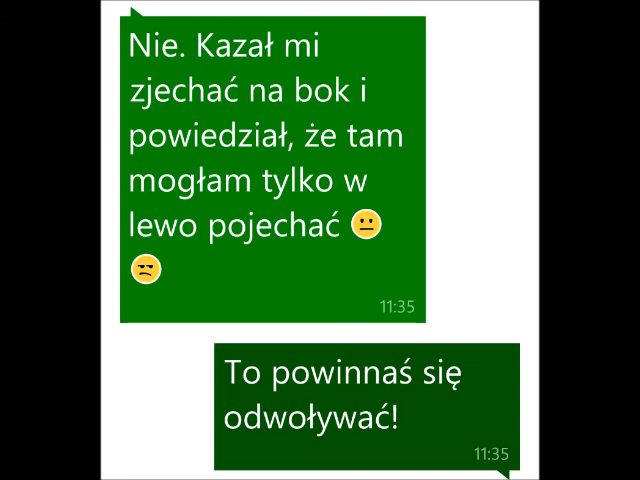 Nie. Kazał mi
zjechać na bok i
powiedział, że tam
mogłam tylko w
lewo pojechać 😐
😒
11:35
To powinnaś się
odwoływać!
11:35